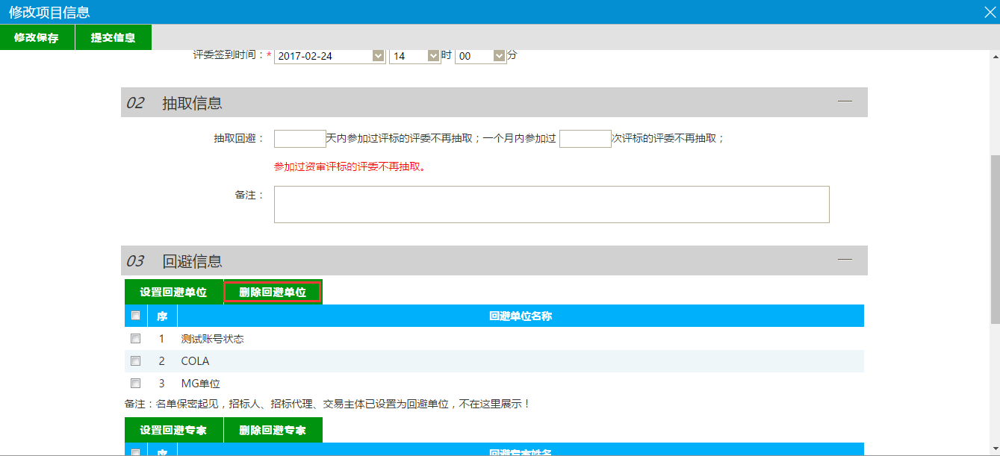 修改项目信息
修改保存 提交信息
评委签到时间：* 2017-02-24 14 时 00 分
02 抽取信息
抽取回避： 天内参加过评标的评委不再抽取；一个月内参加过 次评标的评委不再抽取；
参加过资审评标的评委不再抽取。
备注：
03 回避信息
设置回避单位 删除回避单位
序 回避单位名称
1 测试账号状态
2 COLA
3 MG单位
备注：名单保密起见，招标人、招标代理、交易主体已设置为回避单位，不在这里展示！
设置回避专家 删除回避专家
序 回避专家姓名